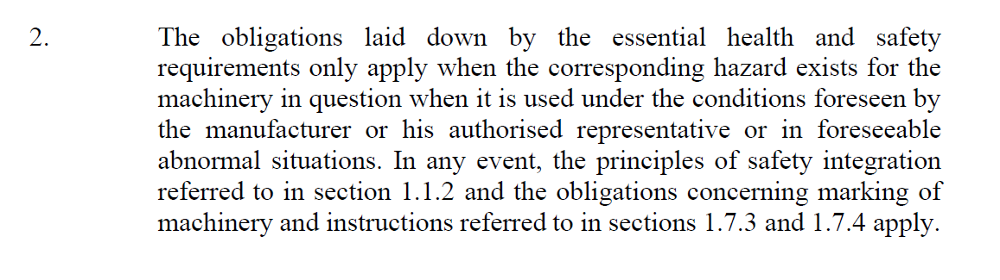 2. The obligations laid down by the essential health and safety
requirements only apply when the corresponding hazard exists for the
machinery in question when it is used under the conditions foreseen by
the manufacturer or his authorised representative or in foreseeable
abnormal situations. In any event, the principles of safety integration
referred to in section 1.1.2 and the obligations concerning marking of
machinery and instructions referred to in sections 1.7.3 and 1.7.4 apply.